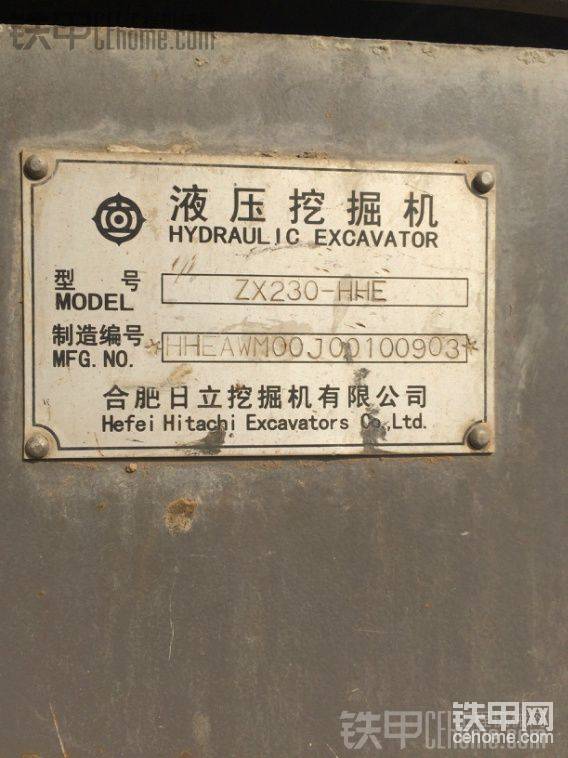 铁甲 CEhome.com
液压挖掘机
HYDRAULIC EXCAVATOR
型 号 ZX230-HHE
MODEL
制造编号 *HHEAWM00J00100903*
MFG. NO.
合肥日立挖掘机有限公司
Hefei Hitachi Excavators Co.,Ltd.
铁甲网
cehome.com